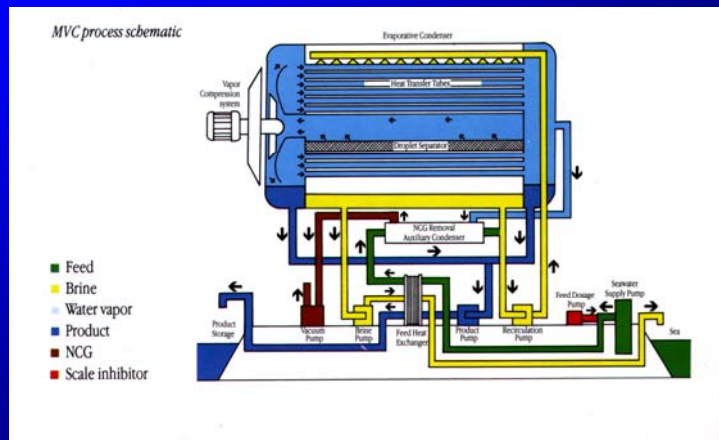 MVC process schematic
Evaporative Condenser
Vapor
Compression
system
Heat Transfer Tubes
Droplet Separator
NCG Removal
Auxiliary Condenser
Feed
Brine
Water vapor
Product
NCG
Scale inhibitor
Product
Storage
Vacuum
Pump
Brine
Pump
Feed Heat
Exchanger
Product
Pump
Recirculation
Pump
Feed Dosage
Pump
Seawater
Supply Pump
Sea